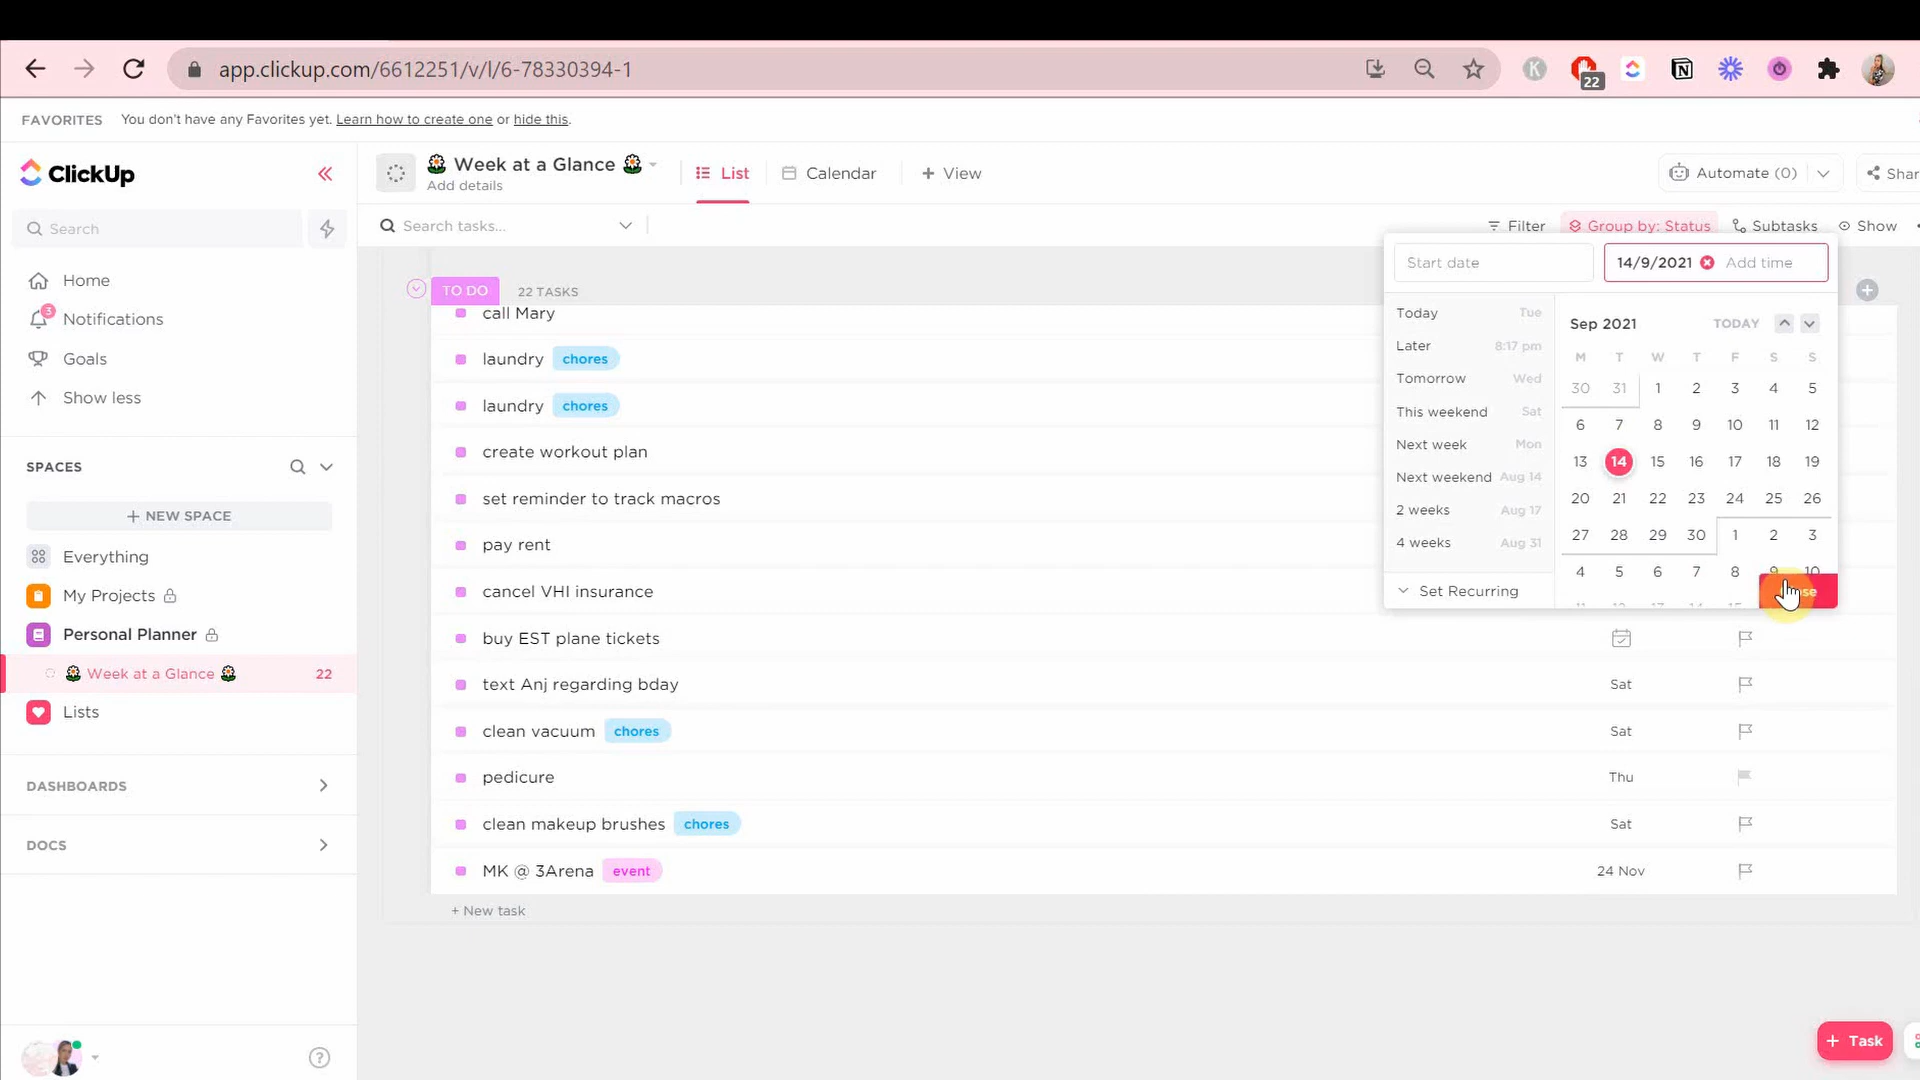 app.clickup.com/6612251/v/l/6-78330394-1
K
22
FAVORITES You don't have any Favorites yet. Learn how to create one or hide this.
ClickUp
Search
Home
3
Notifications
Goals
Show less
SPACES
+ NEW SPACE
Everything
My Projects
Personal Planner
Week at a Glance 22
Lists
DASHBOARDS
DOCS
Week at a Glance
Add details
List
Calendar
+ View
Automate (0)
Shar
Search tasks...
Filter
Group by: Status
Subtasks
Show
TO DO 22 TASKS
call Mary
laundry chores
laundry chores
create workout plan
set reminder to track macros
pay rent
cancel VHI insurance
buy EST plane tickets
text Anj regarding bday Sat
clean vacuum chores Sat
pedicure Thu
clean makeup brushes chores Sat
MK @ 3Arena event 24 Nov
+ New task
Start date 14/9/2021 Add time
Today Tue
Later 8:17 pm
Tomorrow Wed
This weekend Sat
Next week Mon
Next weekend Aug 14
2 weeks Aug 17
4 weeks Aug 31
Set Recurring
Sep 2021 TODAY
M T W T F S S
30 31 1 2 3 4 5
6 7 8 9 10 11 12
13 14 15 16 17 18 19
20 21 22 23 24 25 26
27 28 29 30 1 2 3
4 5 6 7 8 9 10
+ Task